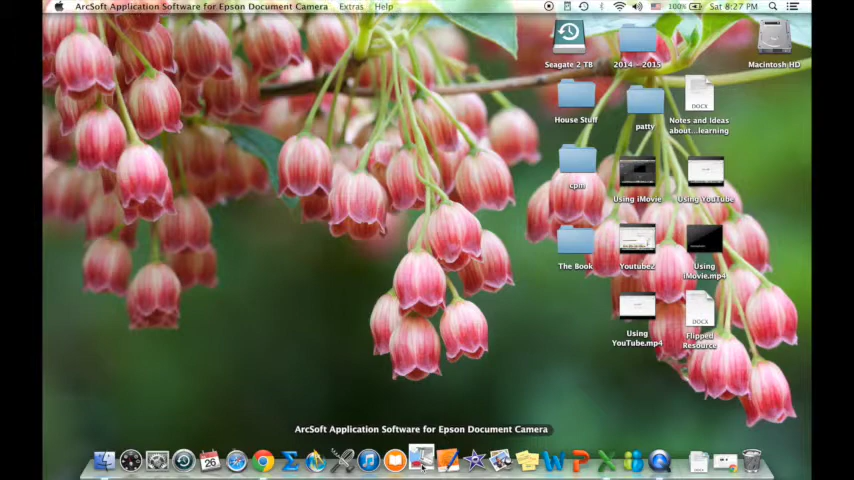 ArcSoft Application Software for Epson Document Camera Extras Help 100% Sat 8:27 PM
Seagate 2 TB
2014 – 2015
Macintosh HD
House Stuff
patty
Notes and Ideas
about...learning
cpm
Using iMovie
Using YouTube
The Book
Youtube2
Using
iMovie.mp4
Using
YouTube.mp4
Flipped
Resource
DOCX
DOCX
ArcSoft Application Software for Epson Document Camera
26